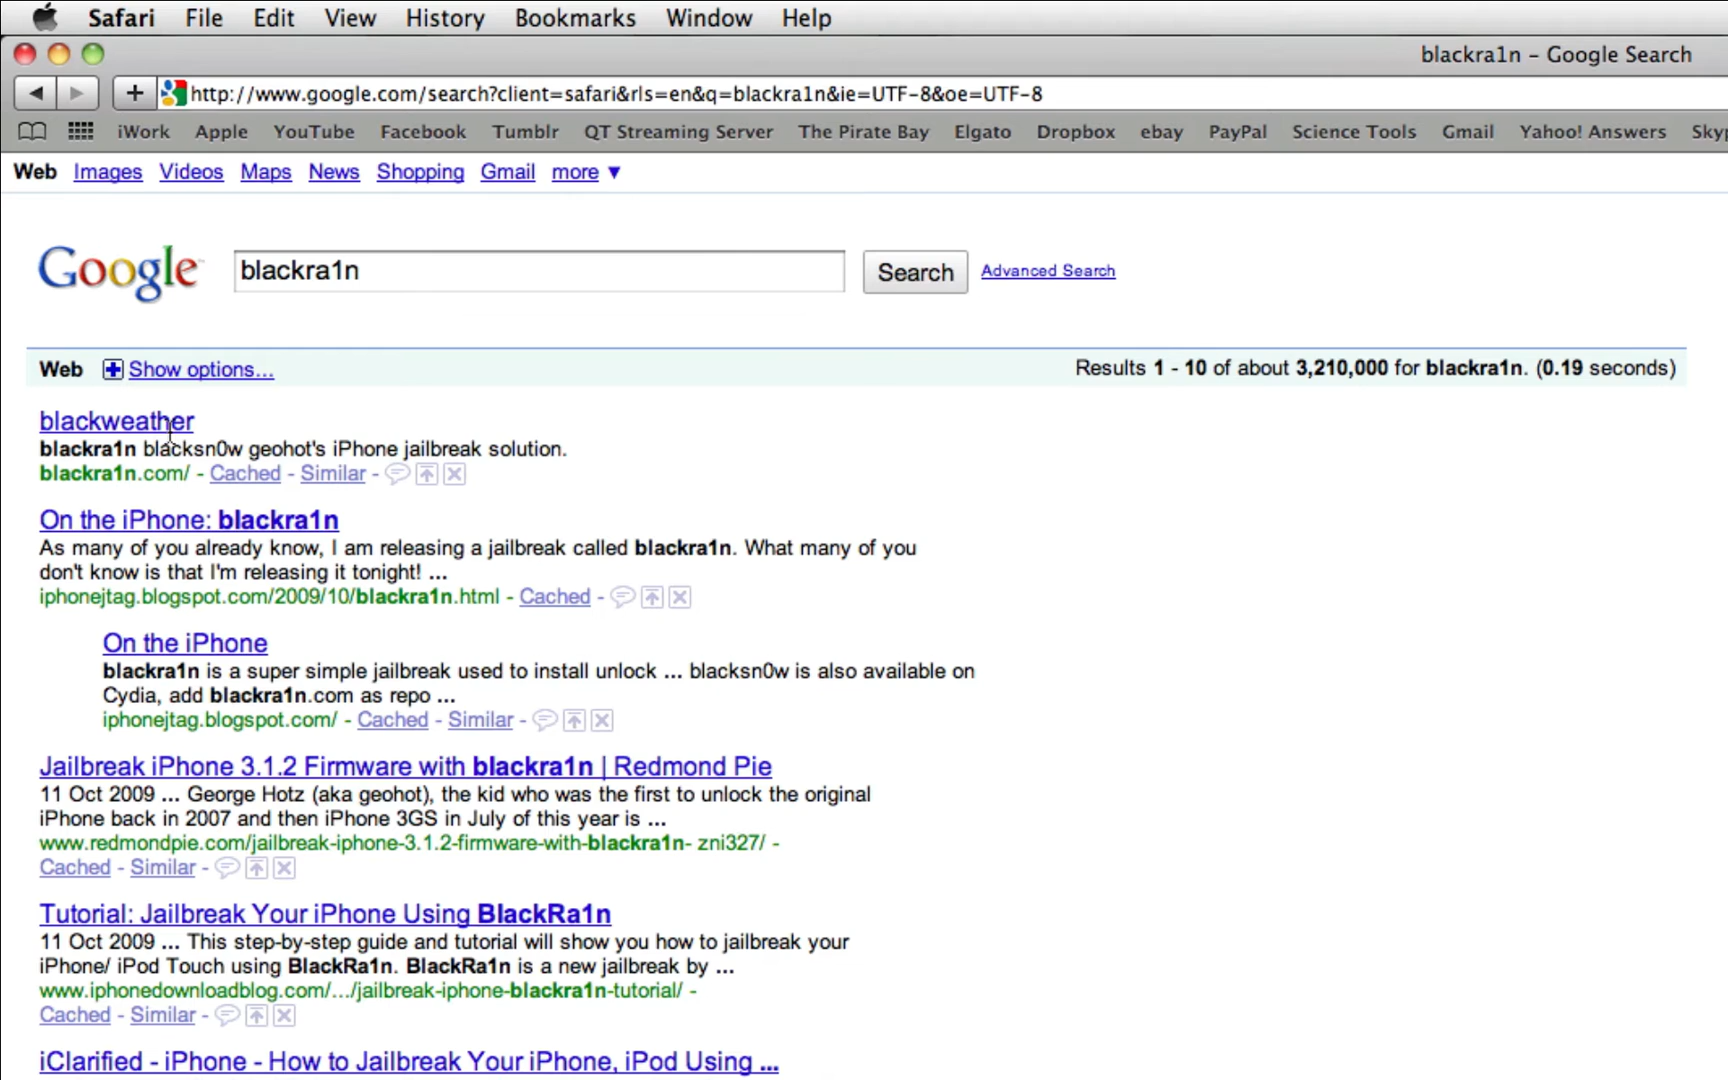 Safari File Edit View History Bookmarks Window Help
blackra1n – Google Search
http://www.google.com/search?client=safari&rls=en&q=blackra1n&ie=UTF-8&oe=UTF-8
iWork Apple YouTube Facebook Tumblr QT Streaming Server The Pirate Bay Elgato Dropbox ebay PayPal Science Tools Gmail Yahoo! Answers
Web Images Videos Maps News Shopping Gmail more ▼
Google blackra1n Search Advanced Search
Web Show options... Results 1 - 10 of about 3,210,000 for blackra1n. (0.19 seconds)
blackweather
blackra1n blacksn0w geohot's iPhone jailbreak solution.
blackra1n.com/ - Cached - Similar -
On the iPhone: blackra1n
As many of you already know, I am releasing a jailbreak called blackra1n. What many of you
don't know is that I'm releasing it tonight! ...
iphonejtag.blogspot.com/2009/10/blackra1n.html - Cached -
On the iPhone
blackra1n is a super simple jailbreak used to install unlock ... blacksn0w is also available on
Cydia, add blackra1n.com as repo ...
iphonejtag.blogspot.com/ - Cached - Similar -
Jailbreak iPhone 3.1.2 Firmware with blackra1n | Redmond Pie
11 Oct 2009 ... George Hotz (aka geohot), the kid who was the first to unlock the original
iPhone back in 2007 and then iPhone 3GS in July of this year is ...
www.redmondpie.com/jailbreak-iphone-3.1.2-firmware-with-blackra1n- zni327/ -
Cached - Similar -
Tutorial: Jailbreak Your iPhone Using BlackRa1n
11 Oct 2009 ... This step-by-step guide and tutorial will show you how to jailbreak your
iPhone/ iPod Touch using BlackRa1n. BlackRa1n is a new jailbreak by ...
www.iphonedownloadblog.com/.../jailbreak-iphone-blackra1n-tutorial/ -
Cached - Similar -
iClarified - iPhone - How to Jailbreak Your iPhone, iPod Using ...